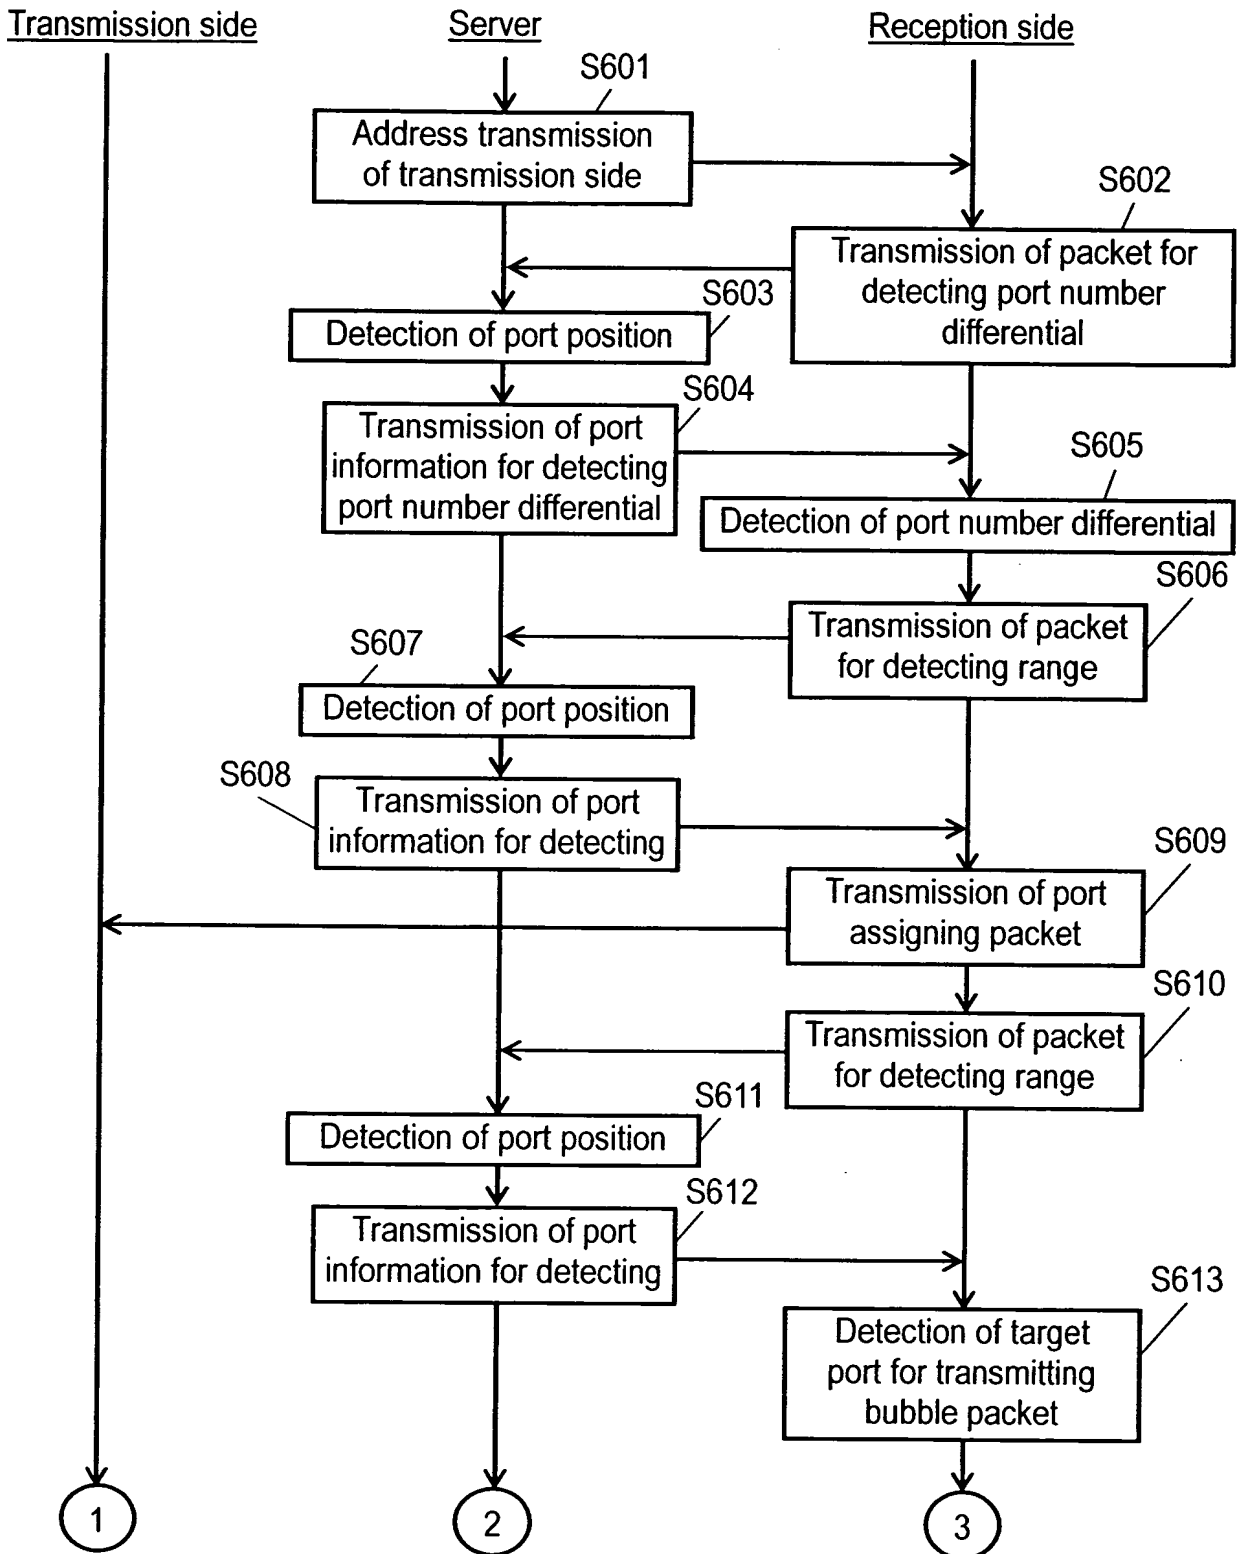 Transmission side
Server
Reception side
S601
Address transmission
of transmission side
S602
Transmission of packet for
detecting port number
differential
S603
Detection of port position
S604
Transmission of port
information for detecting
port number differential
S605
Detection of port number differential
S606
Transmission of packet
for detecting range
S607
Detection of port position
S608
Transmission of port
information for detecting
S609
Transmission of port
assigning packet
S610
Transmission of packet
for detecting range
S611
Detection of port position
S612
Transmission of port
information for detecting
S613
Detection of target
port for transmitting
bubble packet
1
2
3